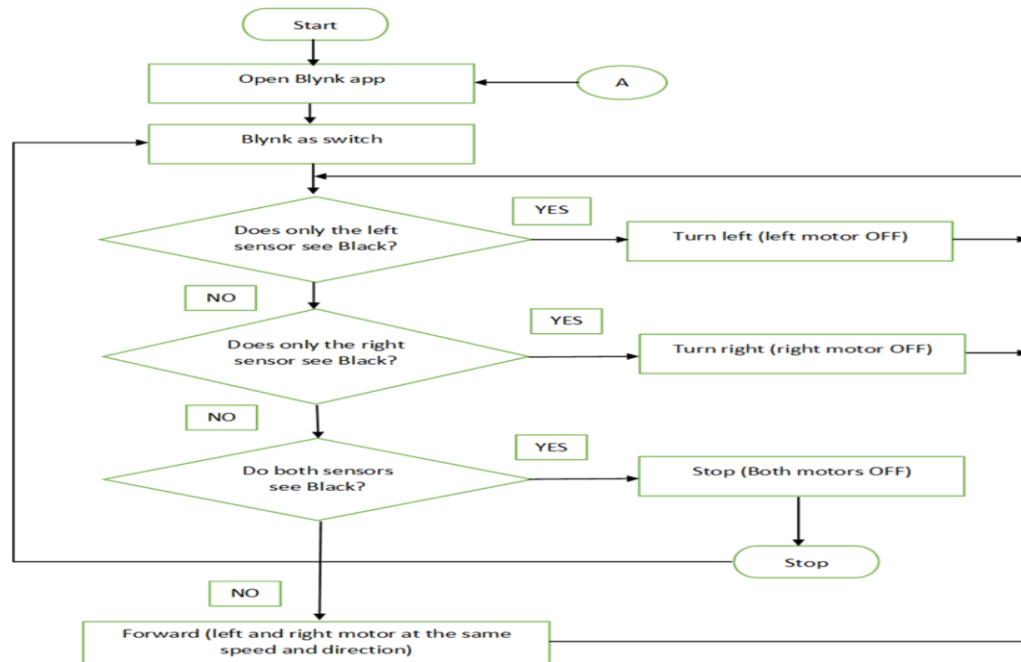 Start
Open Blynk app
A
Blynk as switch
YES
Does only the left
sensor see Black?
Turn left (left motor OFF)
NO
YES
Does only the right
sensor see Black?
Turn right (right motor OFF)
NO
YES
Do both sensors
see Black?
Stop (Both motors OFF)
Stop
NO
Forward (left and right motor at the same
speed and direction)